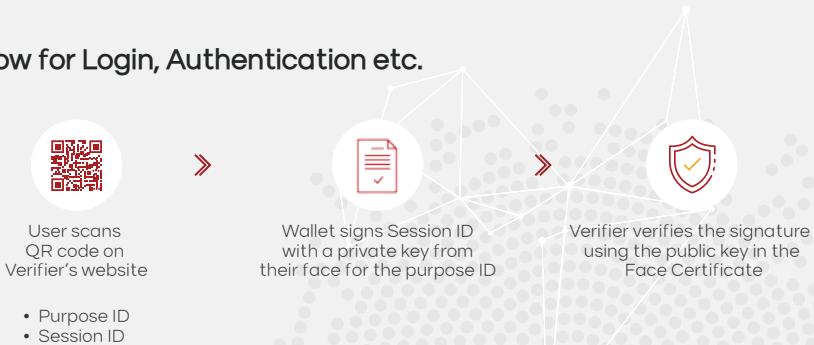 for Login, Authentication etc.
User scans
QR code on
Verifier's website
• Purpose ID
• Session ID
Wallet signs Session ID
with a private key from
their face for the purpose ID
Verifier verifies the signature
using the public key in the
Face Certificate